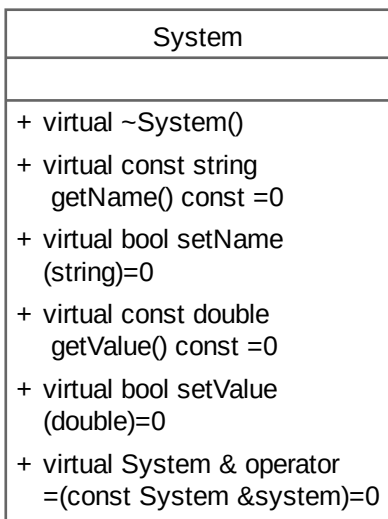 System
+ virtual ~System()
+ virtual const string
getName() const =0
+ virtual bool setName
(string)=0
+ virtual const double
getValue() const =0
+ virtual bool setValue
(double)=0
+ virtual System & operator
=(const System &system)=0